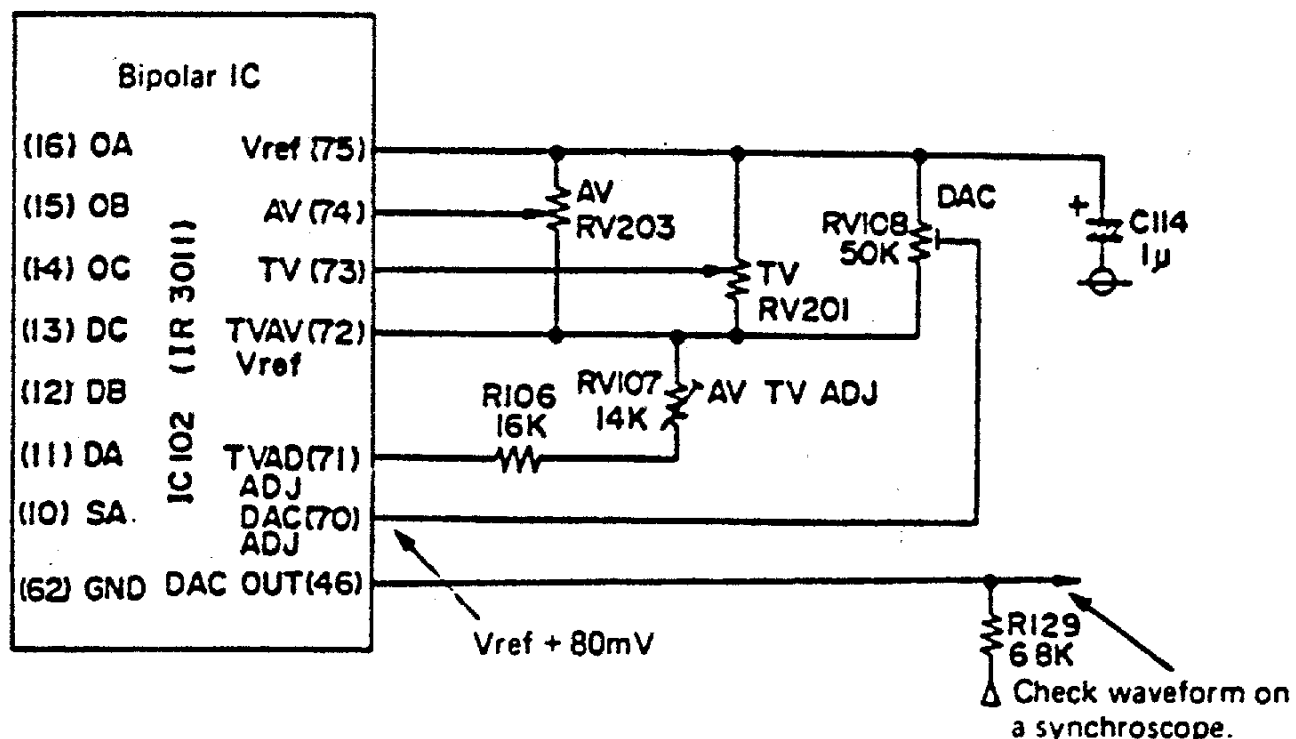 Bipolar IC
(16) OA
Vref (75)
(15) OB
AV (74)
(14) OC
TV (73)
(13) DC
TVAV (72)
Vref
(12) DB
(11) DA
TVAD (71)
ADJ
(10) SA.
DAC (70)
ADJ
(62) GND
DAC OUT (46)
IC102 (IR 3011)
AV
RV203
TV
RV201
DAC
RV108
50K
+
C114
1μ
R106
16K
RV107
14K
AV TV ADJ
Vref + 80mV
R129
68K
Check waveform on
a synchroscope.